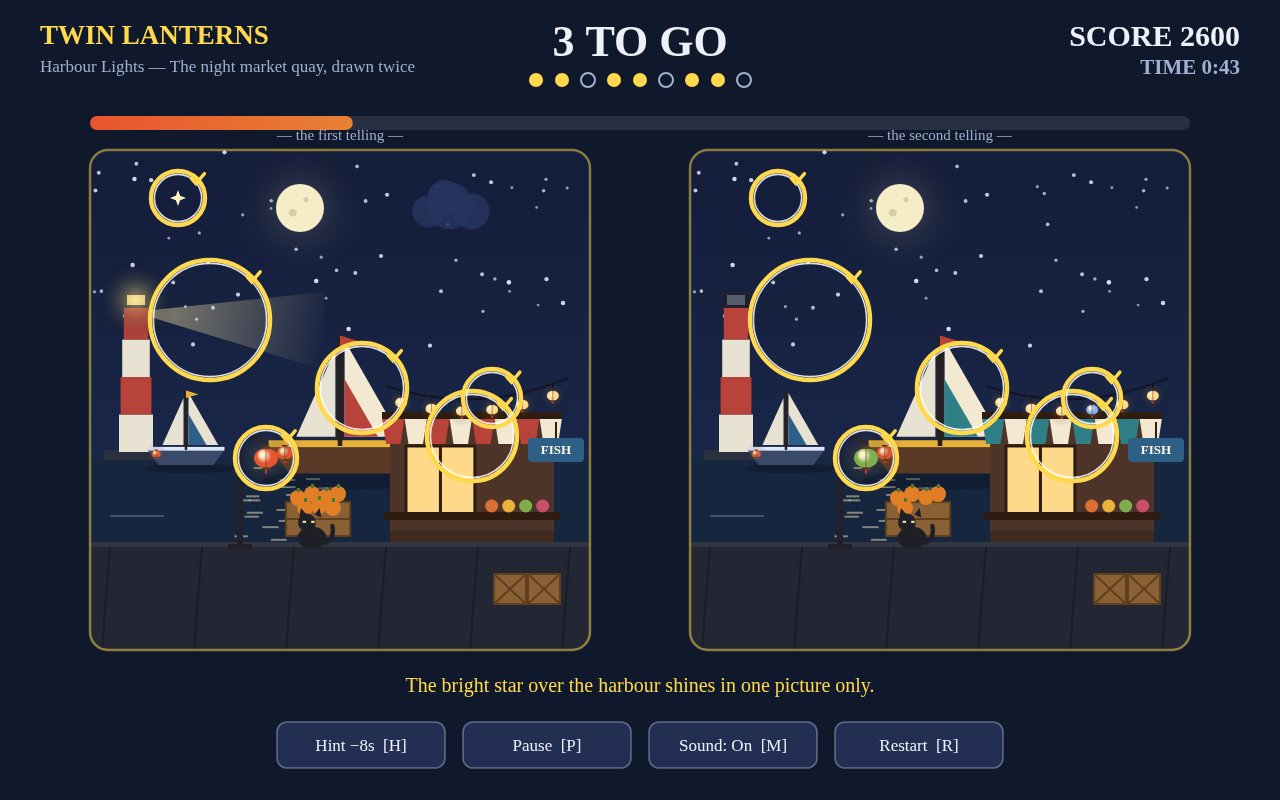 TWIN LANTERNS
Harbour Lights — The night market quay, drawn twice
3 TO GO
SCORE 2600
TIME 0:43
— the first telling —
— the second telling —
FISH
FISH
The bright star over the harbour shines in one picture only.
Hint −8s [H]
Pause [P]
Sound: On [M]
Restart [R]